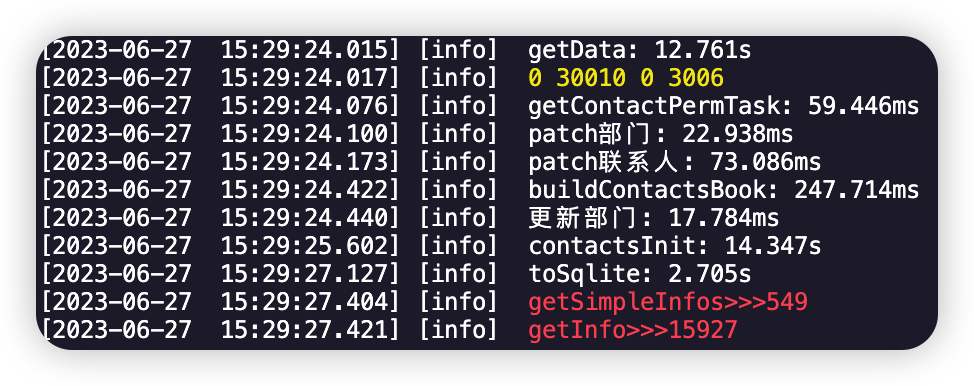 [2023-06-27  15:29:24.015] [info]  getData: 12.761s
[2023-06-27  15:29:24.017] [info]  0 30010 0 3006
[2023-06-27  15:29:24.076] [info]  getContactPermTask: 59.446ms
[2023-06-27  15:29:24.100] [info]  patch部门: 22.938ms
[2023-06-27  15:29:24.173] [info]  patch联系人: 73.086ms
[2023-06-27  15:29:24.422] [info]  buildContactsBook: 247.714ms
[2023-06-27  15:29:24.440] [info]  更新部门: 17.784ms
[2023-06-27  15:29:25.602] [info]  contactsInit: 14.347s
[2023-06-27  15:29:27.127] [info]  toSqlite: 2.705s
[2023-06-27  15:29:27.404] [info]  getSimpleInfos>>>549
[2023-06-27  15:29:27.421] [info]  getInfo>>>15927